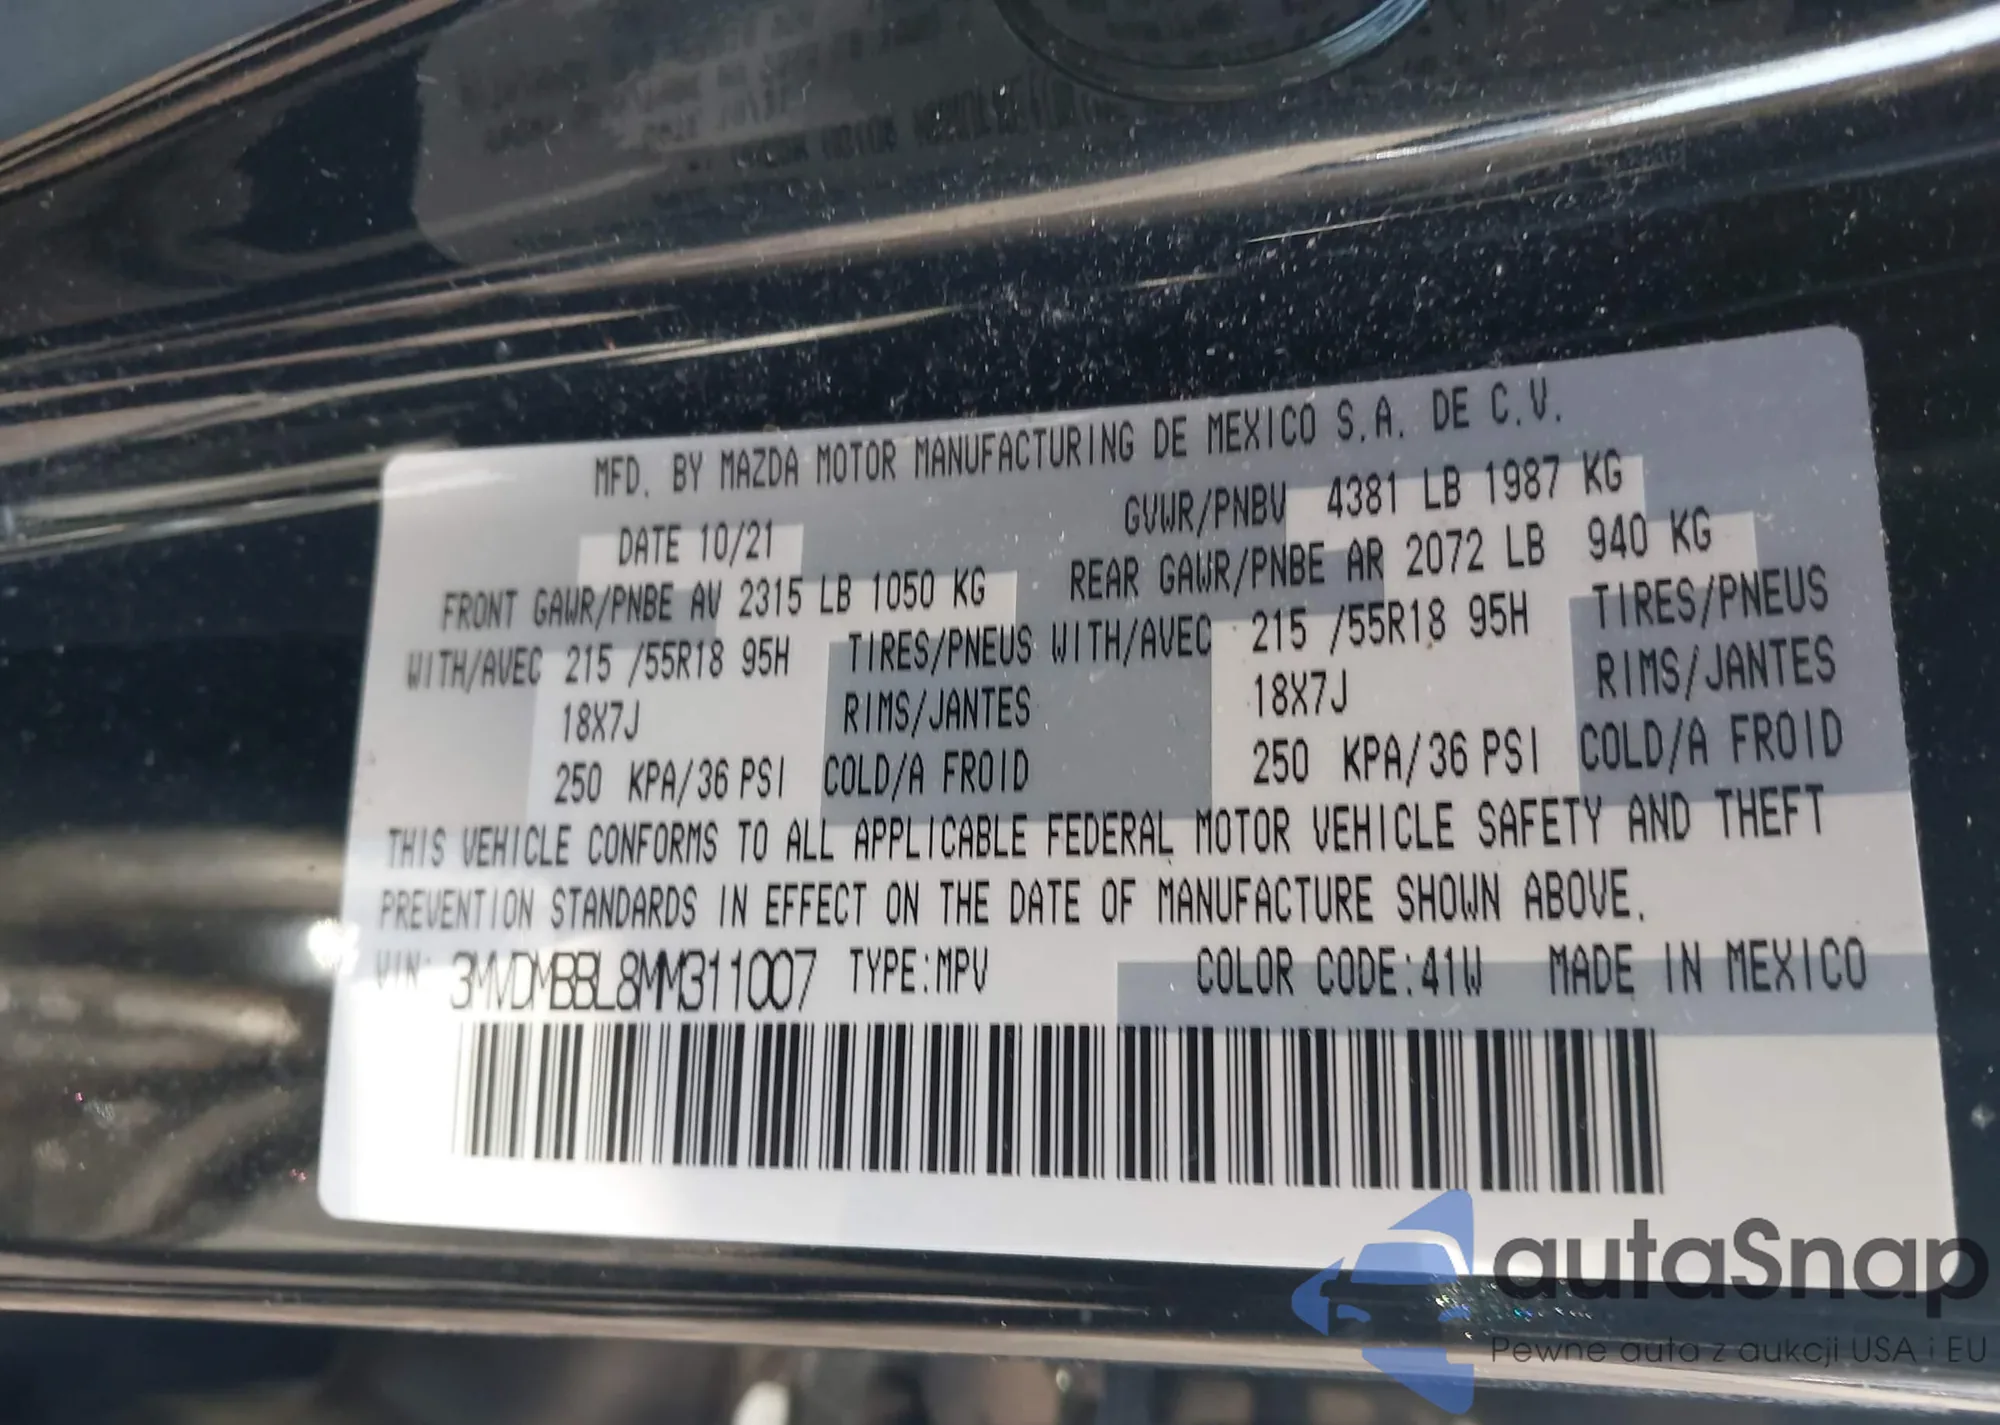 MFD. BY MAZDA MOTOR MANUFACTURING DE MEXICO S.A. DE C.V.
DATE 10/21 GVWR/PNBV 4381 LB 1987 KG
FRONT GAWR/PNBE AV 2315 LB 1050 KG REAR GAWR/PNBE AR 2072 LB 940 KG
WITH/AVEC 215 /55R18 95H TIRES/PNEUS WITH/AVEC 215 /55R18 95H TIRES/PNEUS
18X7J RIMS/JANTES 18X7J RIMS/JANTES
250 KPA/36 PSI COLD/A FROID 250 KPA/36 PSI COLD/A FROID
THIS VEHICLE CONFORMS TO ALL APPLICABLE FEDERAL MOTOR VEHICLE SAFETY AND THEFT
PREVENTION STANDARDS IN EFFECT ON THE DATE OF MANUFACTURE SHOWN ABOVE.
VIN: 3MVDMBBL8MM311007 TYPE:MPV COLOR CODE:41W MADE IN MEXICO
autaSnap
Pewne auta z aukcji USA i EU